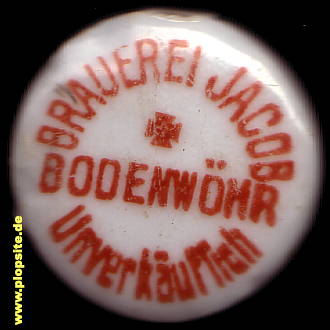 BRAUEREI JACOB
BODENWÖHR
Unverkäuflich
www.plopsite.de